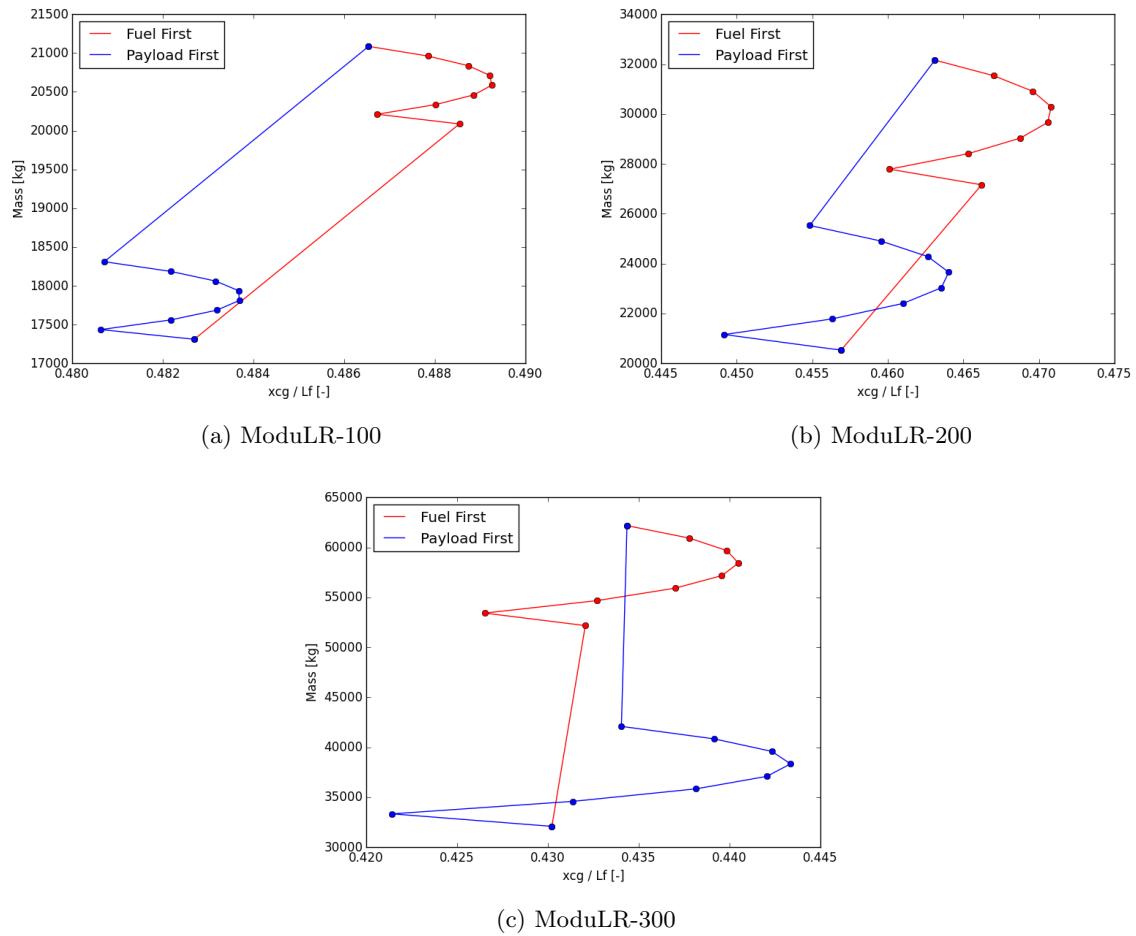 21500
21000
20500
20000
19500
19000
18500
18000
17500
17000
Mass [kg]
Fuel First
Payload First
0.480 0.482 0.484 0.486 0.488 0.490
xcg / Lf [-]
(a) ModuLR-100
34000
32000
30000
28000
26000
24000
22000
20000
Mass [kg]
Fuel First
Payload First
0.445 0.450 0.455 0.460 0.465 0.470 0.475
xcg / Lf [-]
(b) ModuLR-200
65000
60000
55000
50000
45000
40000
35000
30000
Mass [kg]
Fuel First
Payload First
0.420 0.425 0.430 0.435 0.440 0.445
xcg / Lf [-]
(c) ModuLR-300